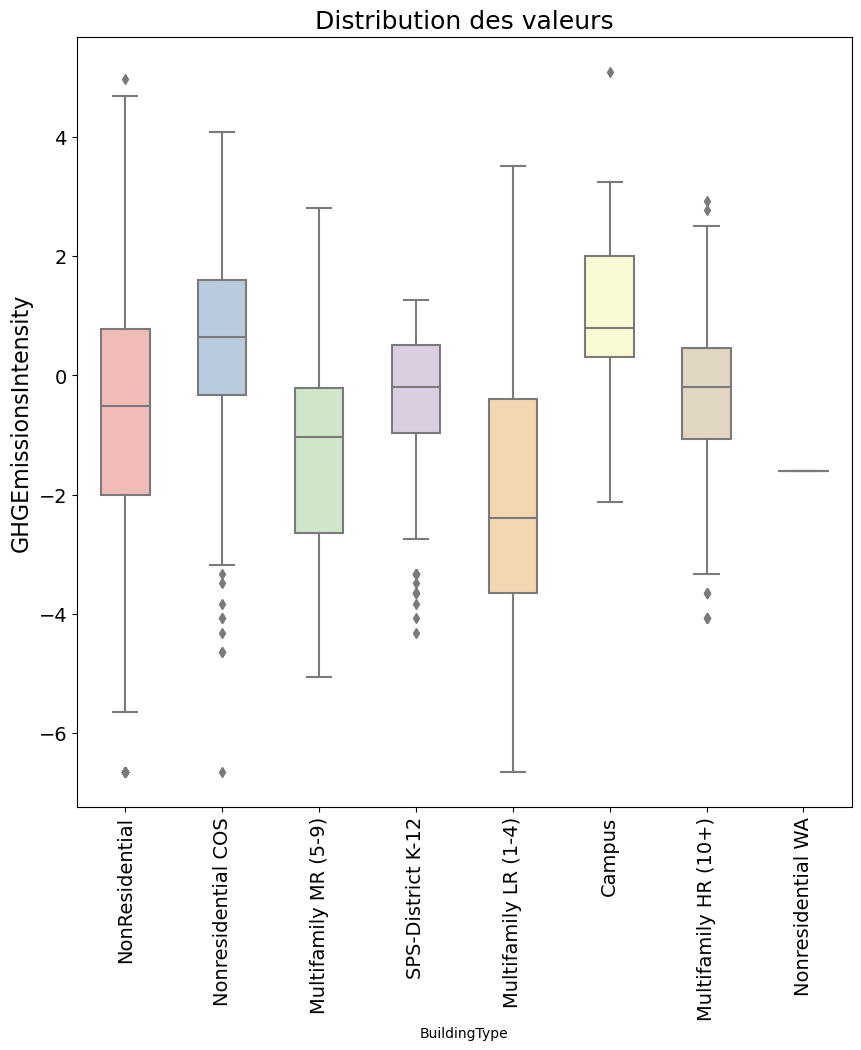 Distribution des valeurs
GHGEmissionsIntensity
4
2
0
−2
−4
−6
NonResidential
Nonresidential COS
Multifamily MR (5-9)
SPS-District K-12
Multifamily LR (1-4)
Campus
Multifamily HR (10+)
Nonresidential WA
BuildingType